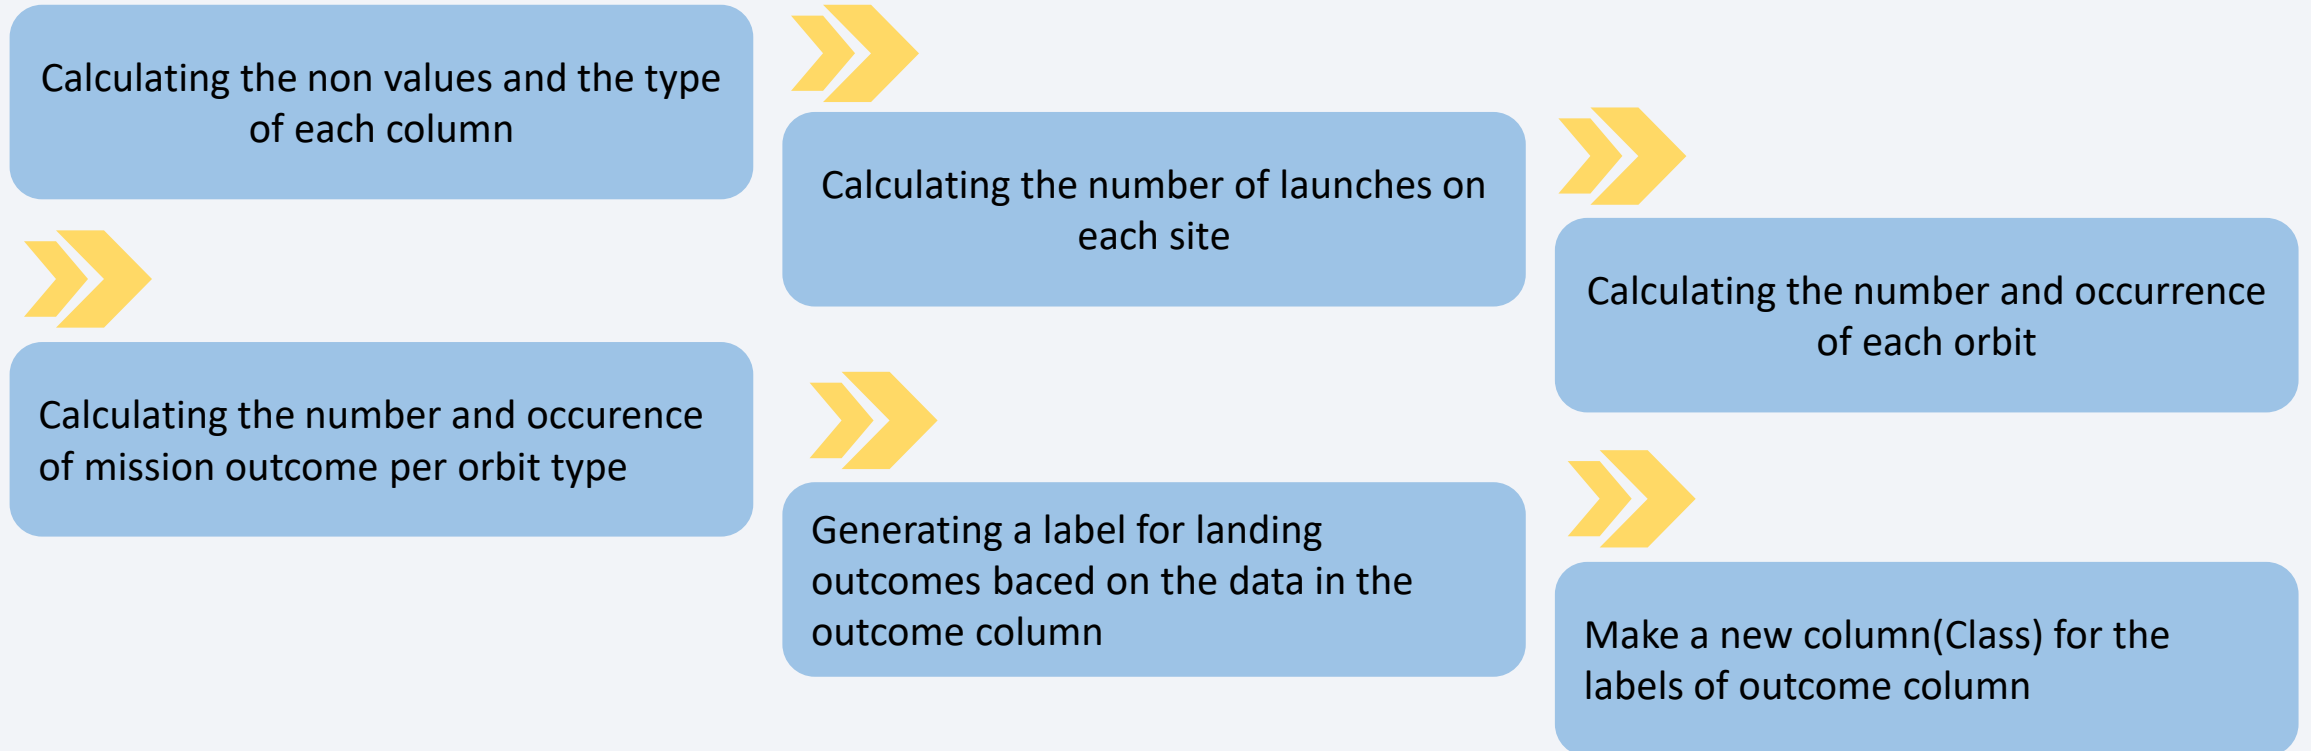 Calculating the non values and the type
of each column
Calculating the number of launches on
each site
Calculating the number and occurrence
of each orbit
Calculating the number and occurence
of mission outcome per orbit type
Generating a label for landing
outcomes baced on the data in the
outcome column
Make a new column(Class) for the
labels of outcome column